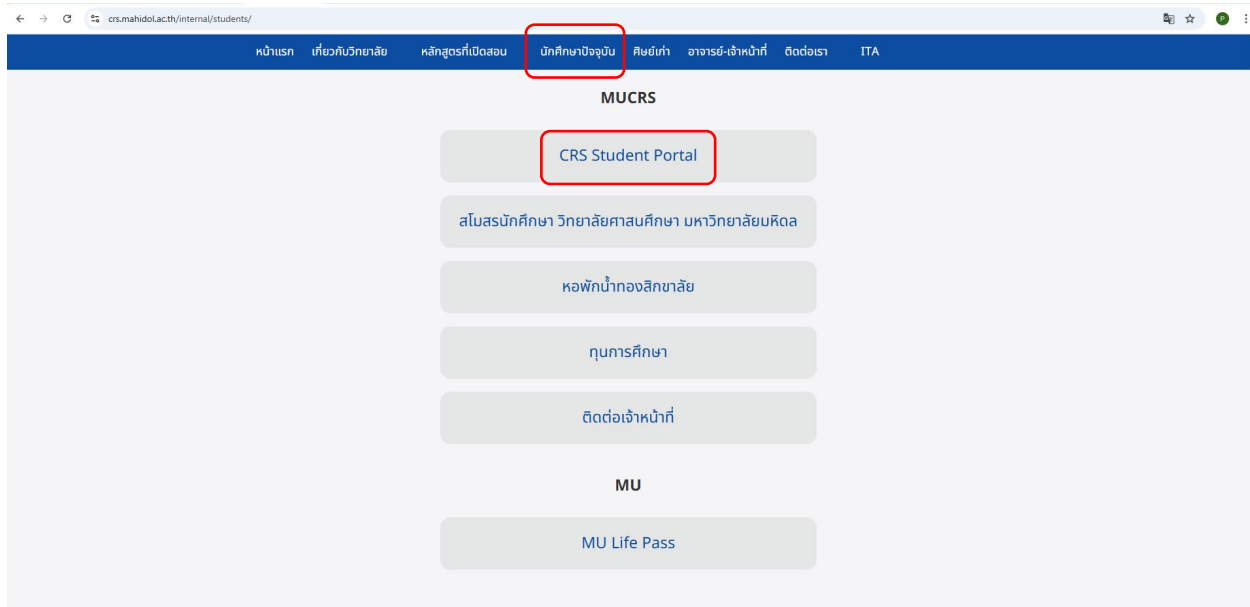 crs.mahidol.ac.th/internal/students/
P
หน้าแรก เกี่ยวกับวิทยาลัย หลักสูตรที่เปิดสอน นักศึกษาปัจจุบัน ศิษย์เก่า อาจารย์-เจ้าหน้าที่ ติดต่อเรา ITA
MUCRS
CRS Student Portal
สโมสรนักศึกษา วิทยาลัยศาสนศึกษา มหาวิทยาลัยมหิดล
หอพักน้ำทองสิกขาลัย
ทุนการศึกษา
ติดต่อเจ้าหน้าที่
MU
MU Life Pass